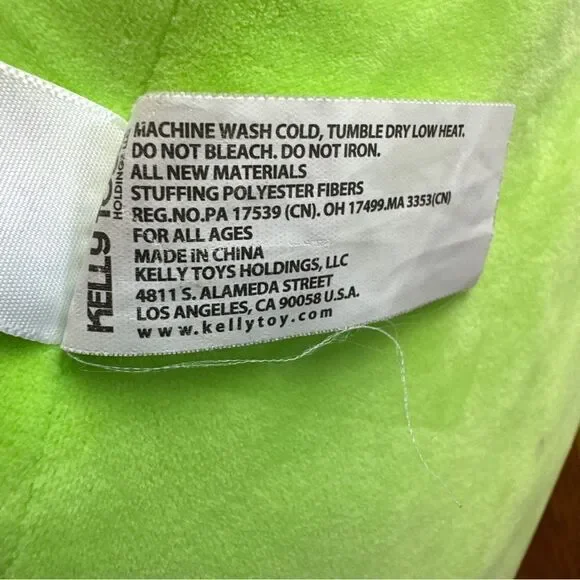 MACHINE WASH COLD, TUMBLE DRY LOW HEAT.
DO NOT BLEACH. DO NOT IRON.
ALL NEW MATERIALS
STUFFING POLYESTER FIBERS
REG.NO.PA 17539 (CN). OH 17499.MA 3353(CN)
FOR ALL AGES
MADE IN CHINA
KELLY TOYS HOLDINGS, LLC
4811 S. ALAMEDA STREET
LOS ANGELES, CA 90058 U.S.A.
www.kellytoy.com
KELLY
HOLDING